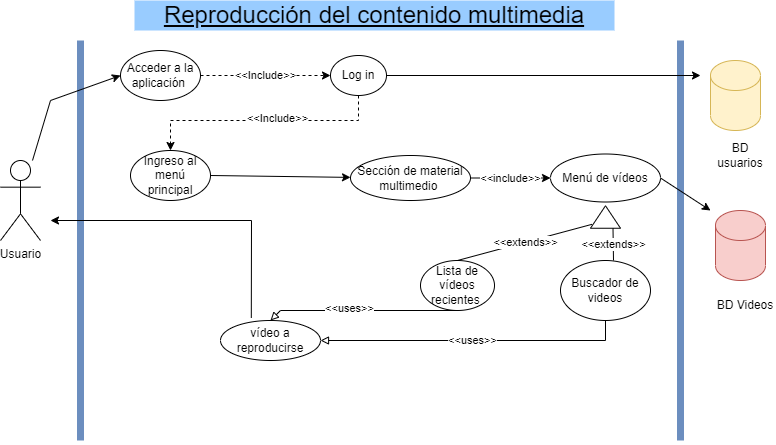 Reproducción del contenido multimedia
Acceder a la
aplicación
<<Include>>
Log in
<<Include>>
BD
usuarios
Ingreso al
menú
principal
Sección de material
multimedio
<<include>>
Menú de vídeos
Usuario
<<extends>>
<<extends>>
Lista de
vídeos
recientes
Buscador de
videos
BD Videos
<<uses>>
vídeo a
reproducirse
<<uses>>